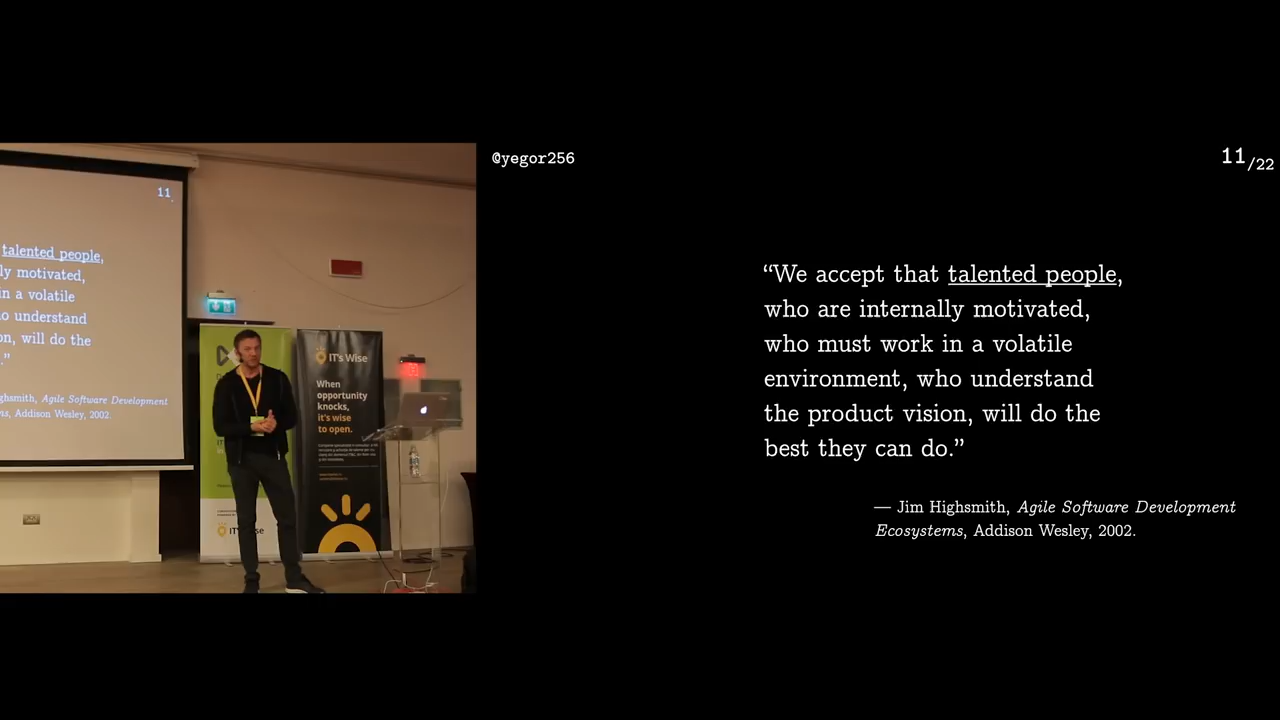 @yegor256
11/22
“We accept that talented people,
who are internally motivated,
who must work in a volatile
environment, who understand
the product vision, will do the
best they can do.”
— Jim Highsmith, Agile Software Development
Ecosystems, Addison Wesley, 2002.
11
talented people,
ly motivated,
in a volatile
o understand
on, will do the
.”
ghsmith, Agile Software Development
ms, Addison Wesley, 2002.
IT's Wise
When
opportunity
knocks,
it's wise
to open.